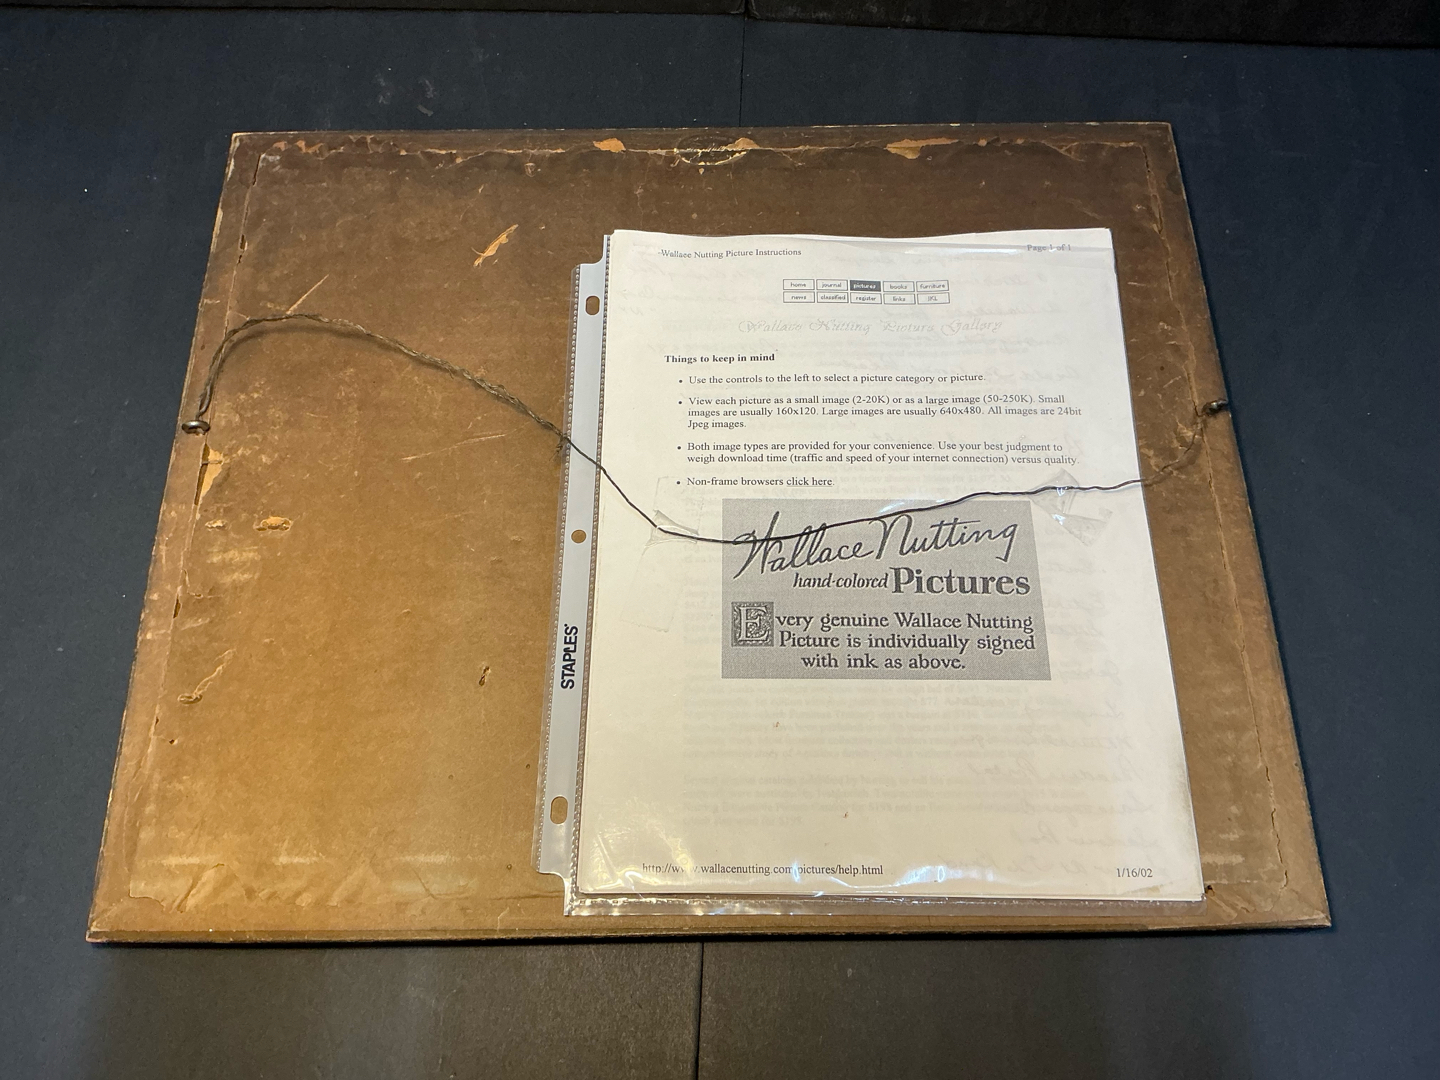 -Wallace Nutting Picture Instructions
Page 1 of 1
home journal pictures books furniture
news classified register links
Wallace Nutting Picture Gallery
Things to keep in mind
• Use the controls to the left to select a picture category or picture.
• View each picture as a small image (2-20K) or as a large image (50-250K). Small
images are usually 160x120. Large images are usually 640x480. All images are 24bit
Jpeg images.
• Both image types are provided for your convenience. Use your best judgment to
weigh download time (traffic and speed of your internet connection) versus quality.
• Non-frame browsers click here.
Wallace Nutting
hand-colored Pictures
Every genuine Wallace Nutting
Picture is individually signed
with ink as above.
STAPLES
http://www.wallacenutting.com/pictures/help.html
1/16/02